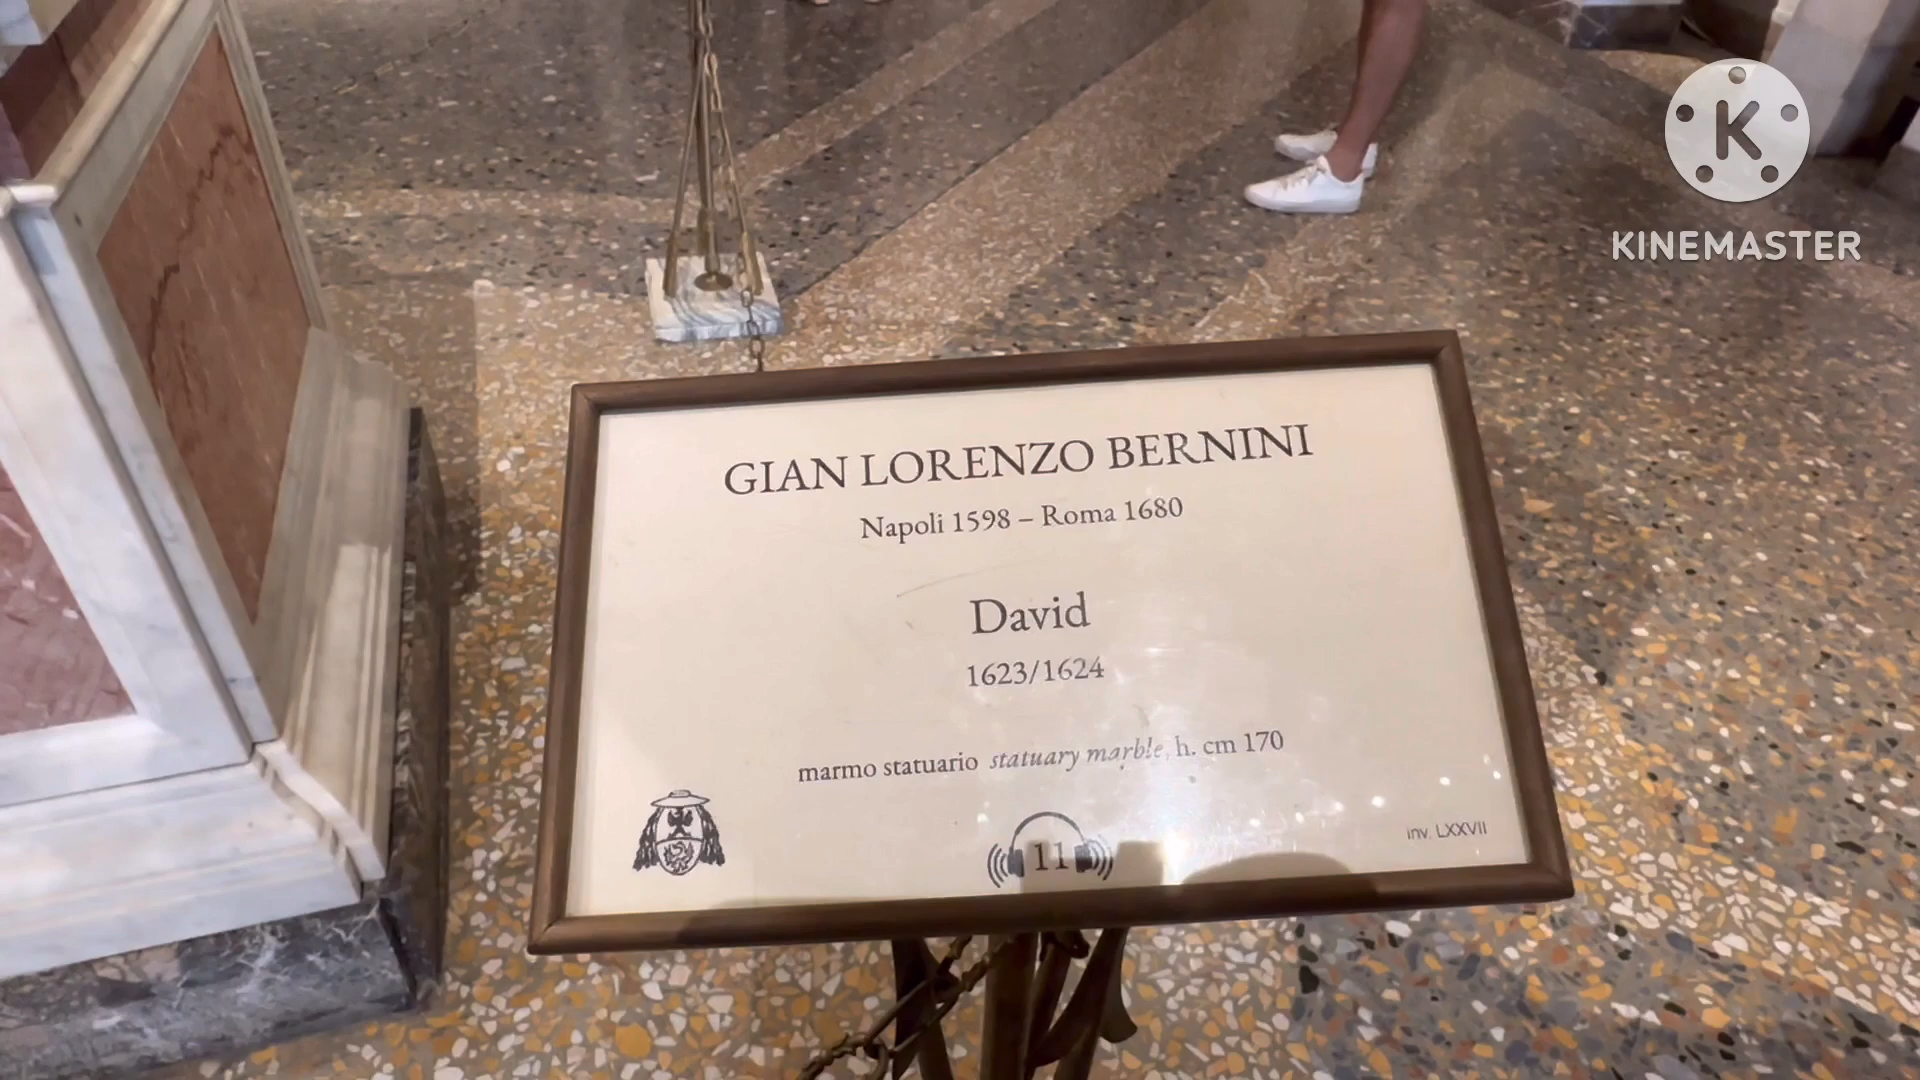 K
KINEMASTER
GIAN LORENZO BERNINI
Napoli 1598 – Roma 1680
David
1623/1624
marmo statuario statuary marble, h. cm 170
11
inv. LXXVII